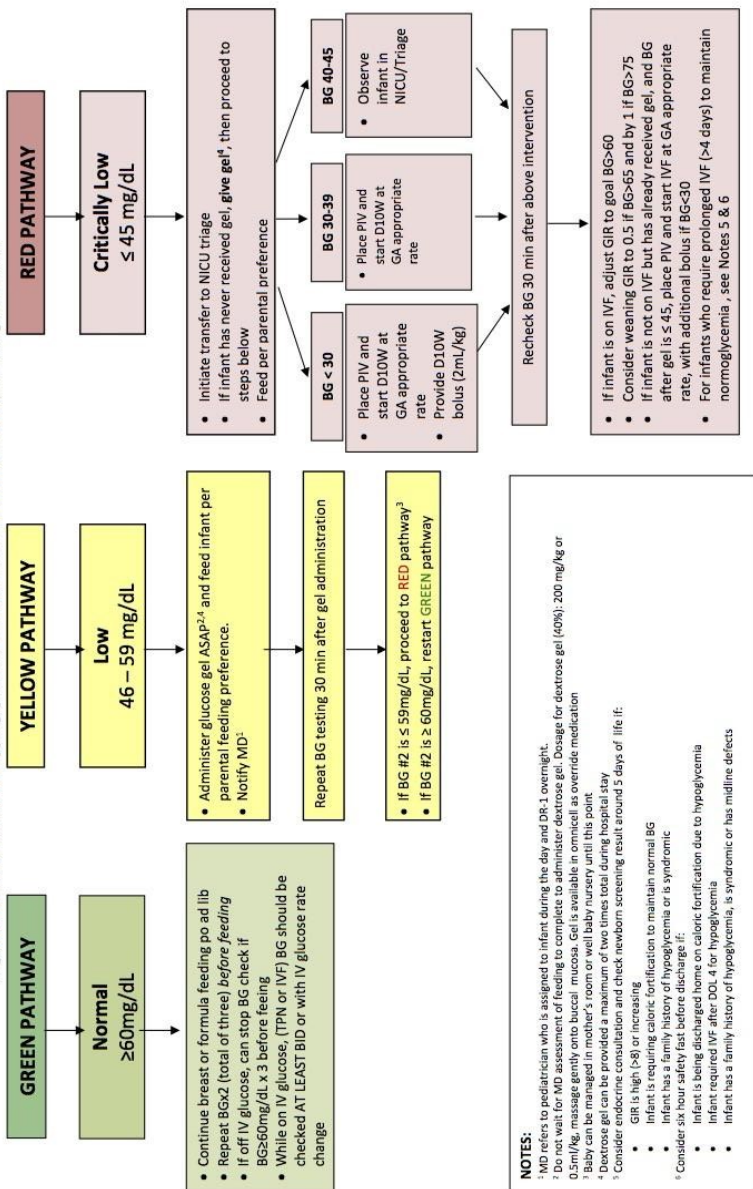 GREEN PATHWAY
Normal
≥60mg/dL
• Continue breast or formula feeding po ad lib
• Repeat BGx2 (total of three) before feeding
• If off IV glucose, can stop BG check if
BG≥60mg/dL x 3 before feeing
• While on IV glucose, (TPN or IVF) BG should be
checked AT LEAST BID or with IV glucose rate
change
YELLOW PATHWAY
Low
46 – 59 mg/dL
• Administer glucose gel ASAP²,⁴ and feed infant per
parental feeding preference.
• Notify MD¹
Repeat BG testing 30 min after gel administration
• If BG #2 is ≤ 59mg/dL, proceed to RED pathway³
• If BG #2 is ≥ 60mg/dL, restart GREEN pathway
RED PATHWAY
Critically Low
≤ 45 mg/dL
• Initiate transfer to NICU triage
• If infant has never received gel, give gel⁴, then proceed to
steps below
• Feed per parental preference
BG < 30
• Place PIV and
start D10W at
GA appropriate
rate
• Provide D10W
bolus (2mL/kg)
BG 30-39
• Place PIV and
start D10W at
GA appropriate
rate
BG 40-45
• Observe
infant in
NICU/Triage
Recheck BG 30 min after above intervention
• If infant is on IVF, adjust GIR to goal BG>60
• Consider weaning GIR to 0.5 if BG>65 and by 1 if BG>75
• If infant is not on IVF but has already received gel, and BG
after gel is ≤ 45, place PIV and start IVF at GA appropriate
rate, with additional bolus if BG<30
• For infants who require prolonged IVF (>4 days) to maintain
normoglycemia , see Notes 5 & 6
NOTES:
¹ MD refers to pediatrician who is assigned to infant during the day and DR-1 overnight.
² Do not wait for MD assessment of feeding to complete to administer dextrose gel. Dosage for dextrose gel (40%): 200 mg/kg or
0.5ml/kg, massage gently onto buccal mucosa. Gel is available in omnicell as override medication
³ Baby can be managed in mother's room or well baby nursery until this point
⁴ Dextrose gel can be provided a maximum of two times total during hospital stay
⁵ Consider endocrine consultation and check newborn screening result around 5 days of life if:
• GIR is high (>8) or increasing
• Infant is requiring caloric fortification to maintain normal BG
• Infant has a family history of hypoglycemia or is syndromic
⁶ Consider six hour safety fast before discharge if:
• Infant is being discharged home on caloric fortification due to hypoglycemia
• Infant required IVF after DOL 4 for hypoglycemia
• Infant has a family history of hypoglycemia, is syndromic or has midline defects